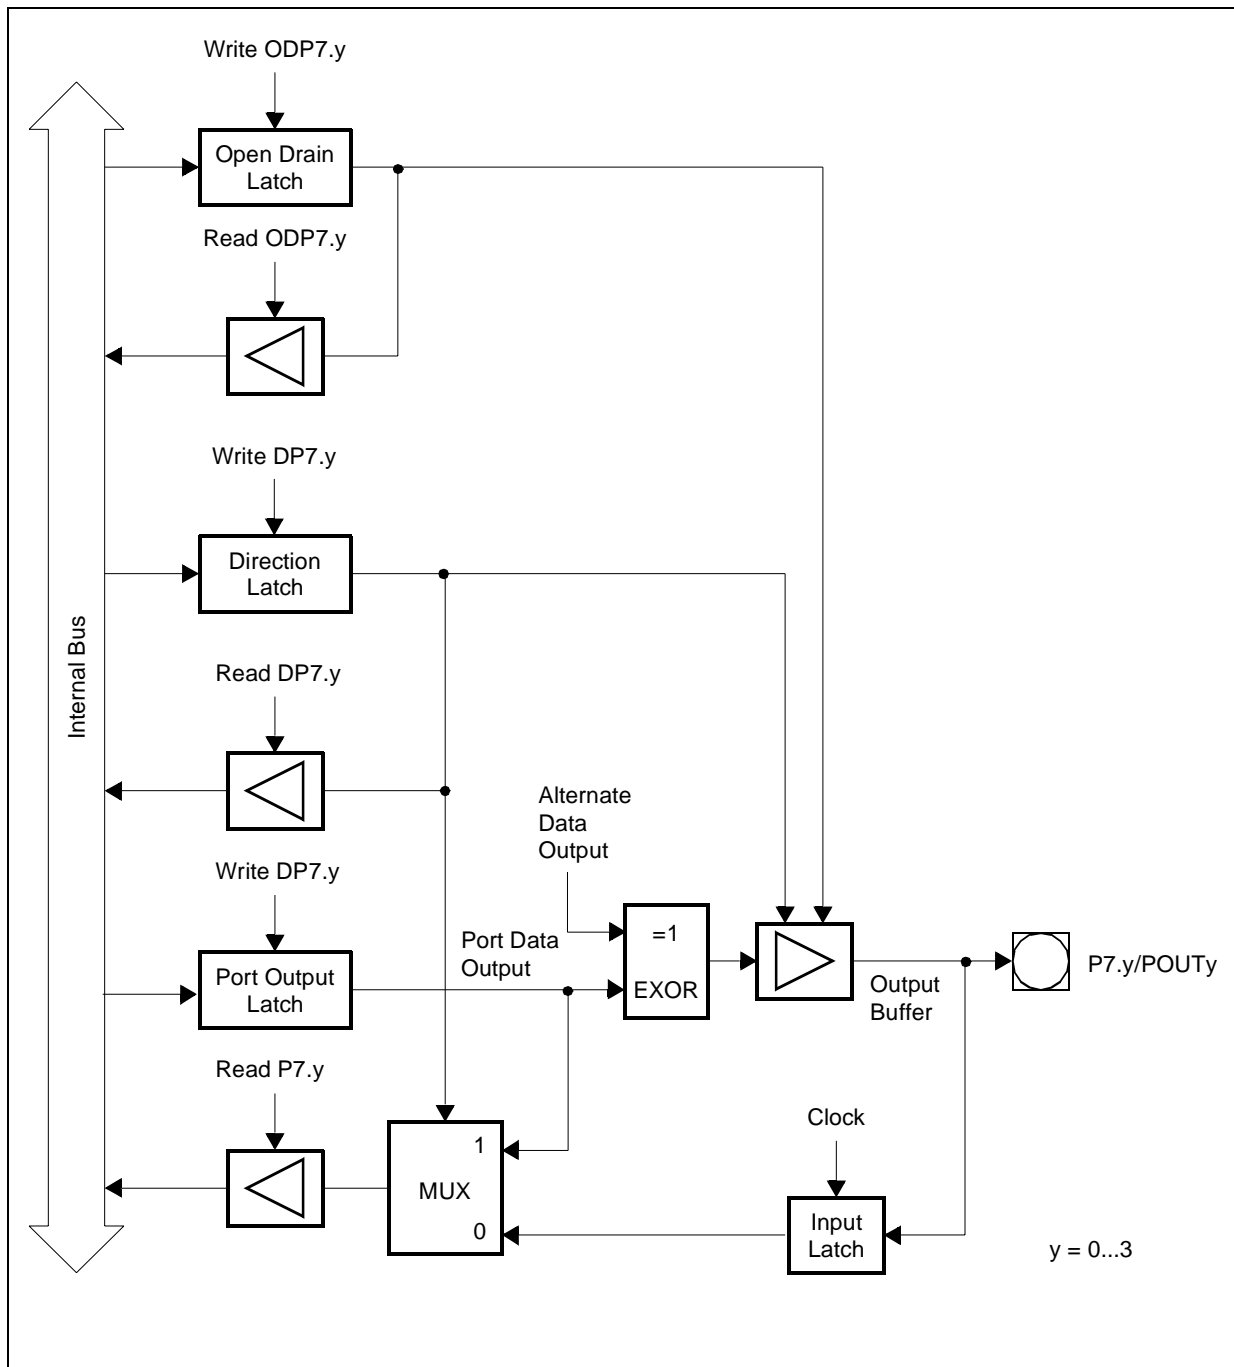 Write ODP7.y
Open Drain
Latch
Read ODP7.y
Write DP7.y
Direction
Latch
Internal Bus
Read DP7.y
Alternate
Data
Output
Write DP7.y
=1
EXOR
Port Data
Output
Port Output
Latch
Output
Buffer
P7.y/POUTy
Read P7.y
1
MUX
0
Clock
Input
Latch
y = 0...3